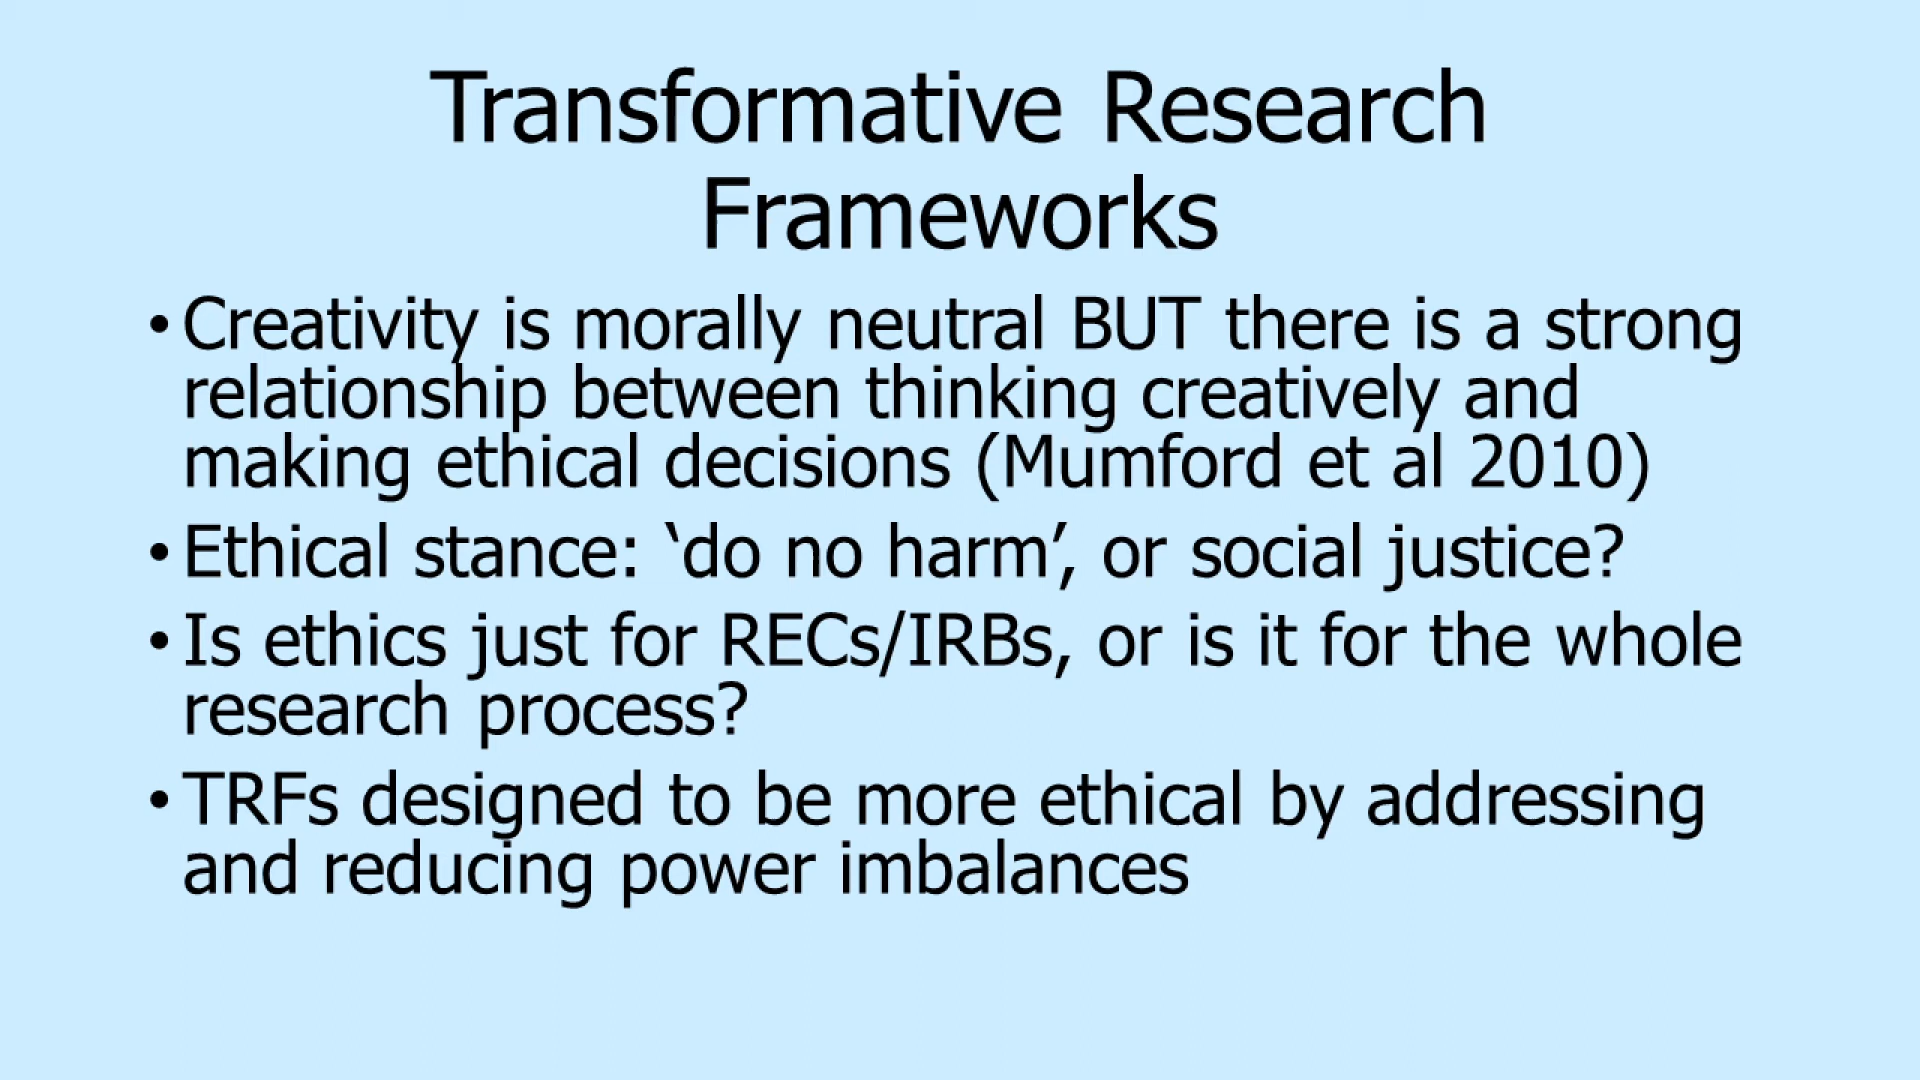 Transformative Research
Frameworks
• Creativity is morally neutral BUT there is a strong
relationship between thinking creatively and
making ethical decisions (Mumford et al 2010)
• Ethical stance: ‘do no harm’, or social justice?
• Is ethics just for RECs/IRBs, or is it for the whole
research process?
• TRFs designed to be more ethical by addressing
and reducing power imbalances